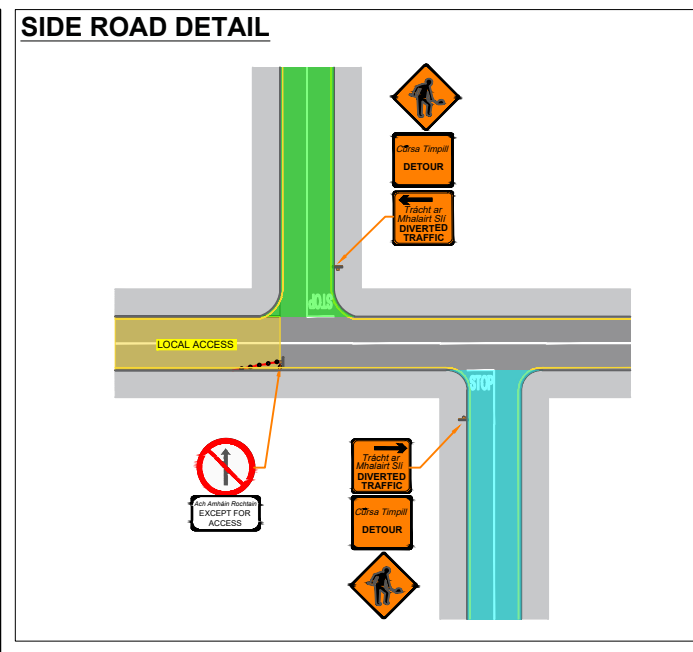 SIDE ROAD DETAIL
Cúrsa Timpill
DETOUR
Trácht ar
Mhalairt Slí
DIVERTED
TRAFFIC
STOP
LOCAL ACCESS
STOP
Ach Amháin Rochtain
EXCEPT FOR
ACCESS
Trácht ar
Mhalairt Slí
DIVERTED
TRAFFIC
Cúrsa Timpill
DETOUR